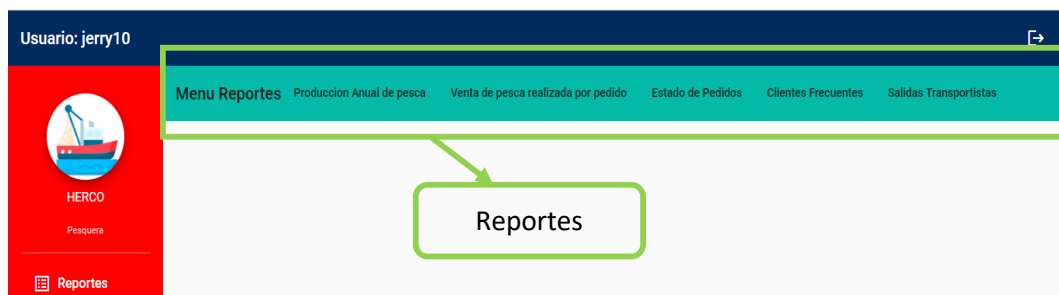 Usuario: jerry10
Menu Reportes Produccion Anual de pesca Venta de pesca realizada por pedido Estado de Pedidos Clientes Frecuentes Salidas Transportistas
HERCO
Pesquera
Reportes
Reportes